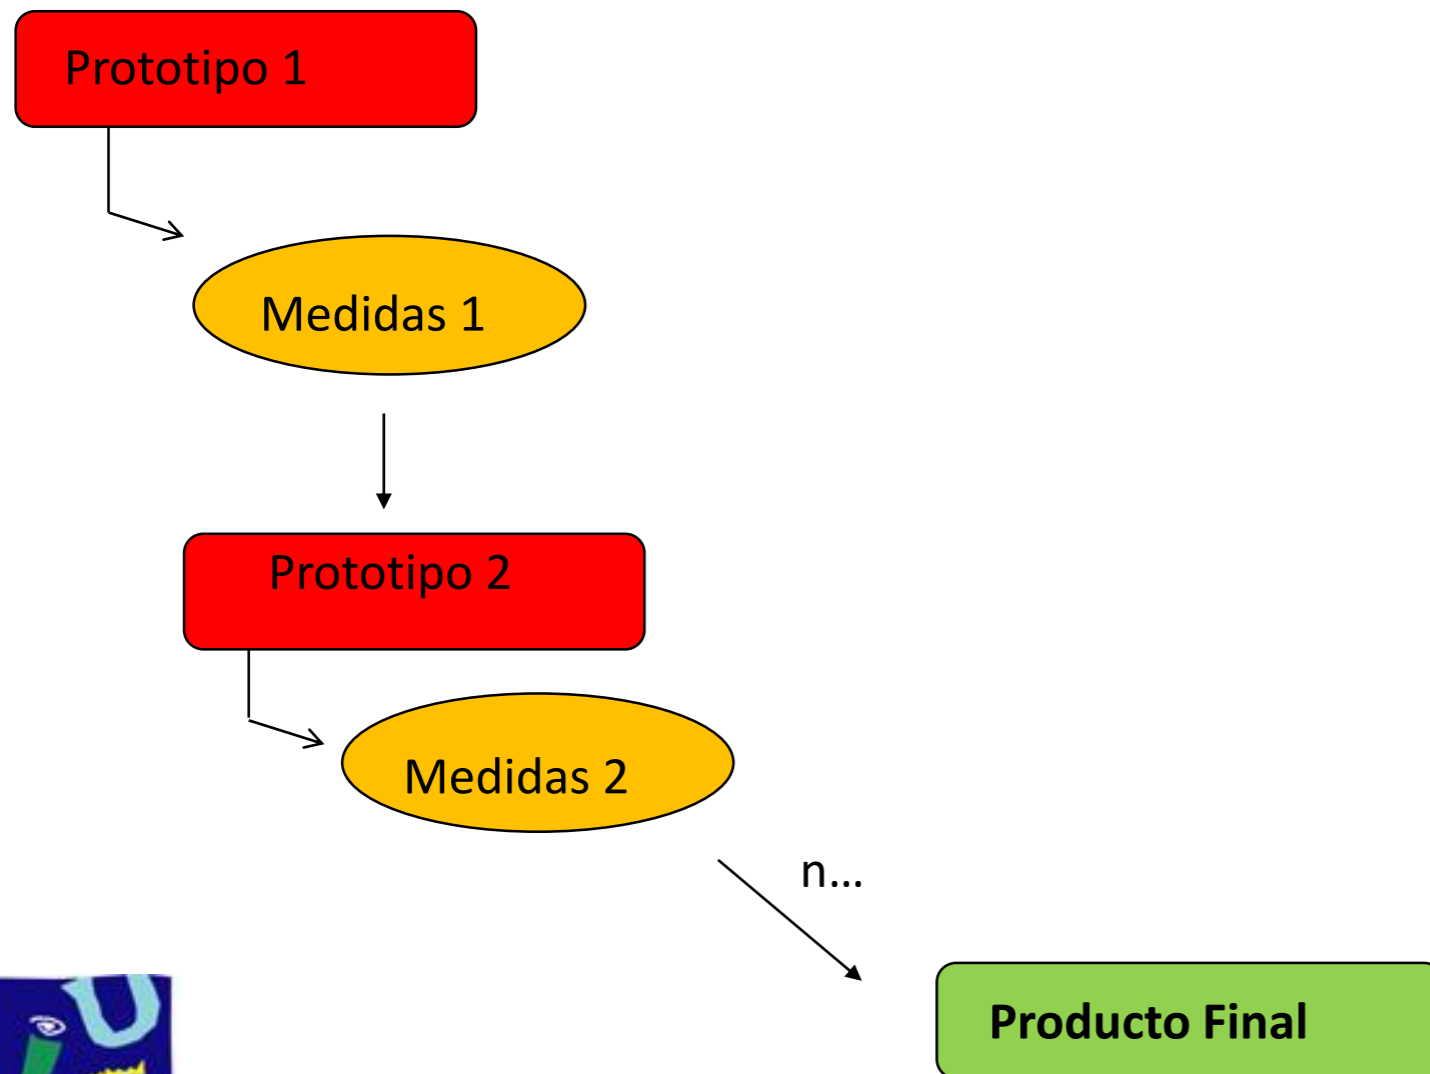 Prototipo 1
Medidas 1
Prototipo 2
Medidas 2
n...
Producto Final